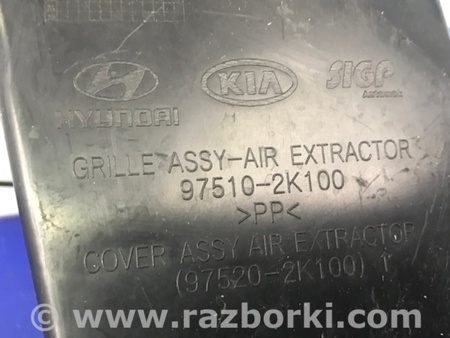 HYUNDAI KIA SIGP
GRILLE ASSY-AIR EXTRACTOR
97510-2K100
>PP<
COVER ASSY AIR EXTRACTOR
(97520-2K100) 1
www.razborki.com